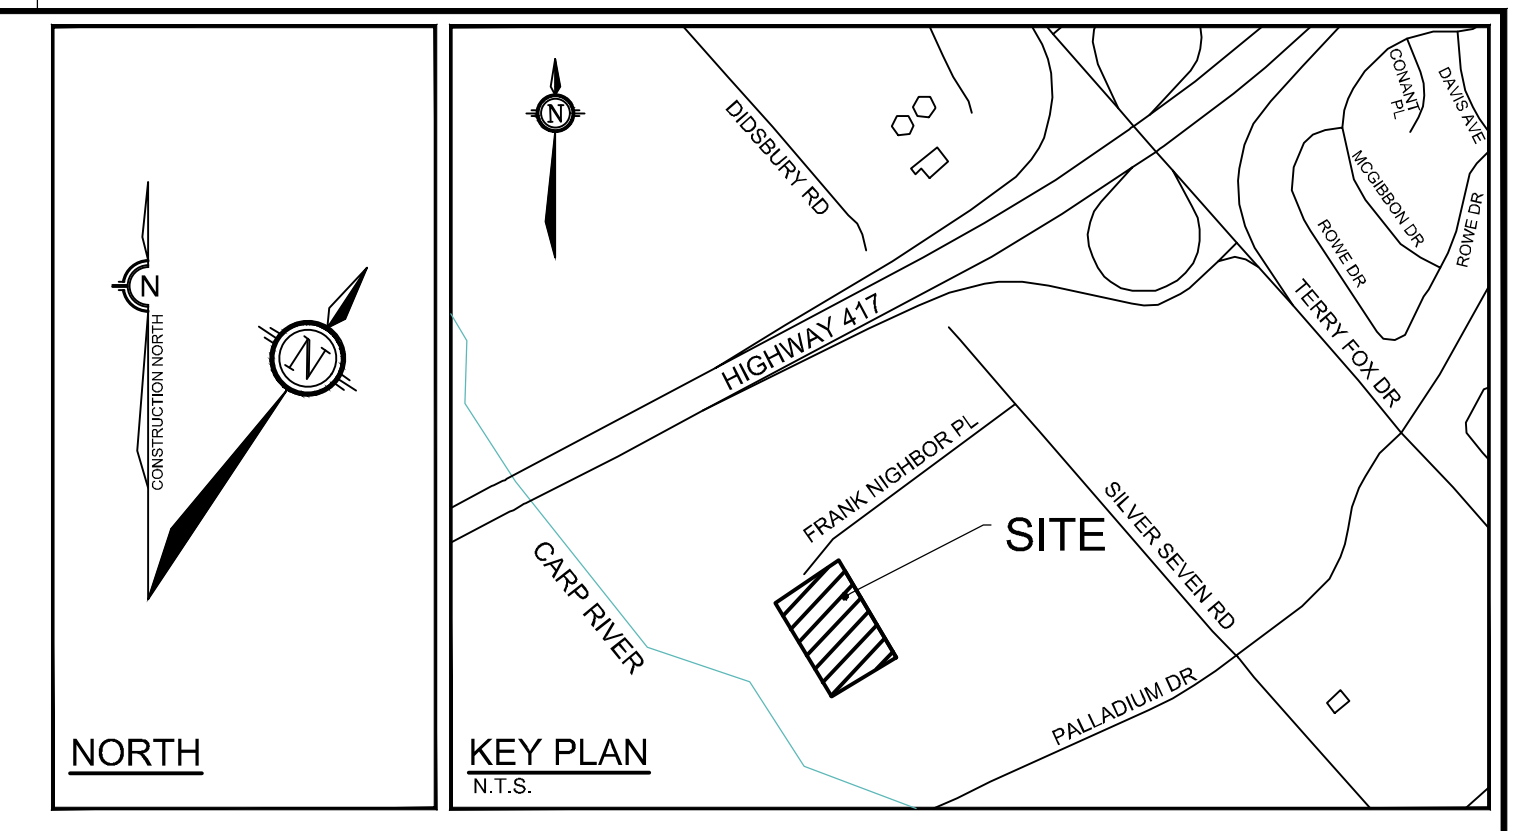 N
CONSTRUCTION NORTH
N
NORTH
N
DIDSBURY RD
HIGHWAY 417
CONANT
PL
DAVIS AVE
MCGIBBON DR
ROWE DR
ROWE DR
TERRY FOX DR
FRANK NIGHBOR PL
SITE
SILVER SEVEN RD
CARP RIVER
PALLADIUM DR
KEY PLAN
N.T.S.